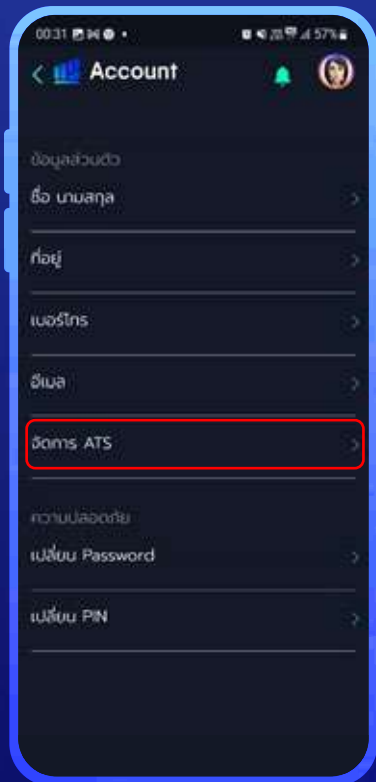 00:31
57%
Account
ข้อมูลส่วนตัว
ชื่อ นามสกุล
ที่อยู่
เบอร์โทร
อีเมล
จัดการ ATS
ความปลอดภัย
เปลี่ยน Password
เปลี่ยน PIN